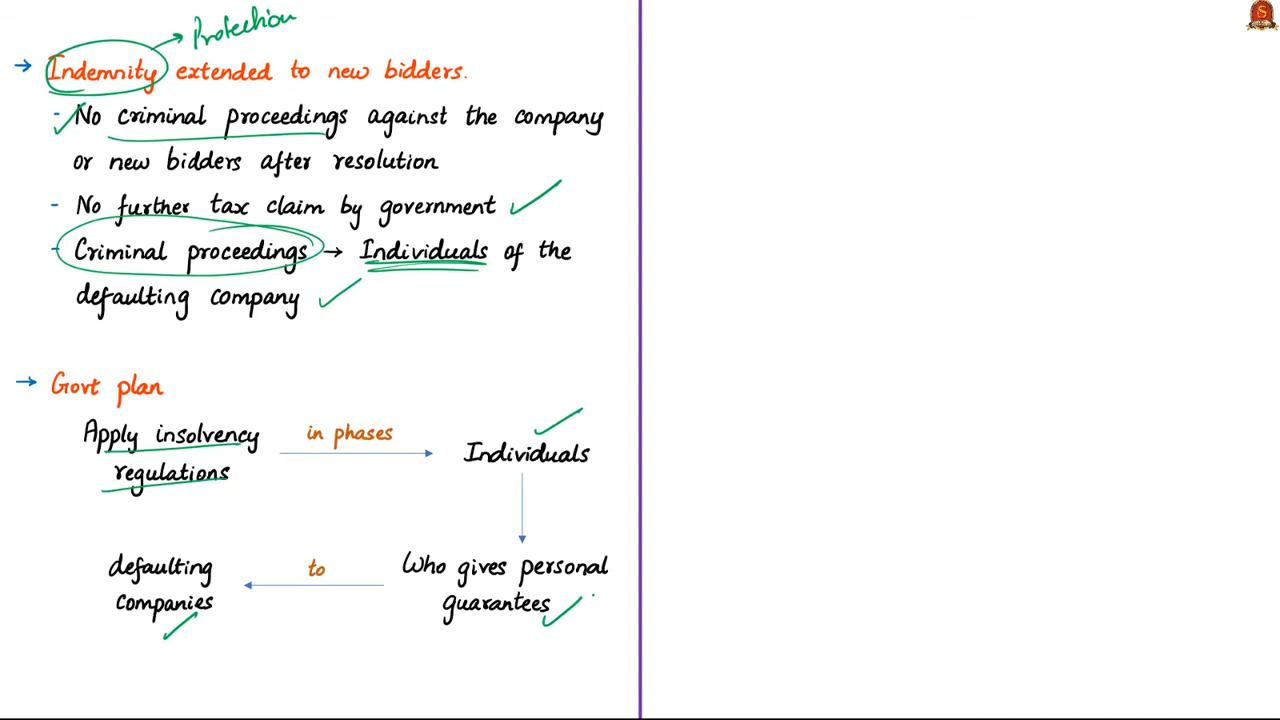 Protection
→ Indemnity extended to new bidders.
- No criminal proceedings against the company
or new bidders after resolution
- No further tax claim by government
- Criminal proceedings → Individuals of the
defaulting company
→ Govt plan
Apply insolvency in phases Individuals
regulations
defaulting to Who gives personal
companies guarantees
S